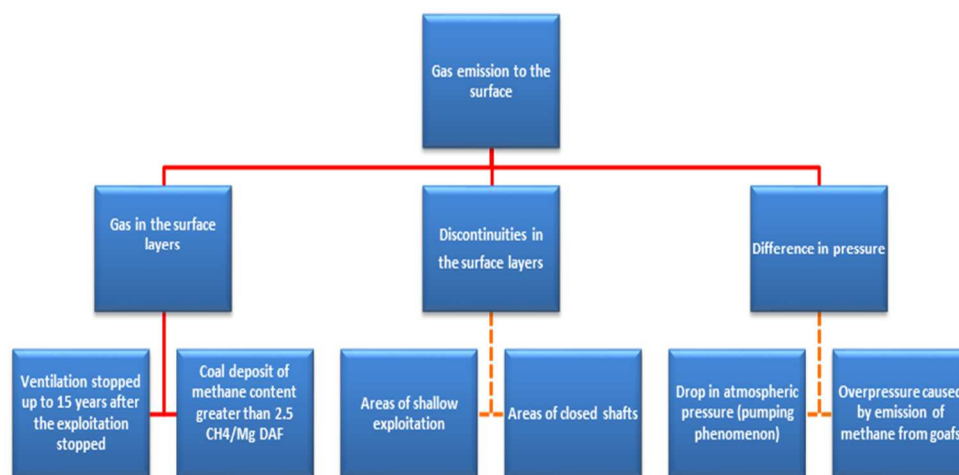 Gas emission to the
surface
Gas in the surface
layers
Discontinuities in
the surface layers
Difference in pressure
Ventilation stopped
up to 15 years after
the exploitation
stopped
Coal deposit of
methane content
greater than 2.5
CH4/Mg DAF
Areas of shallow
exploitation
Areas of closed shafts
Drop in atmospheric
pressure (pumping
phenomenon)
Overpressure caused
by emission of
methane from goafs